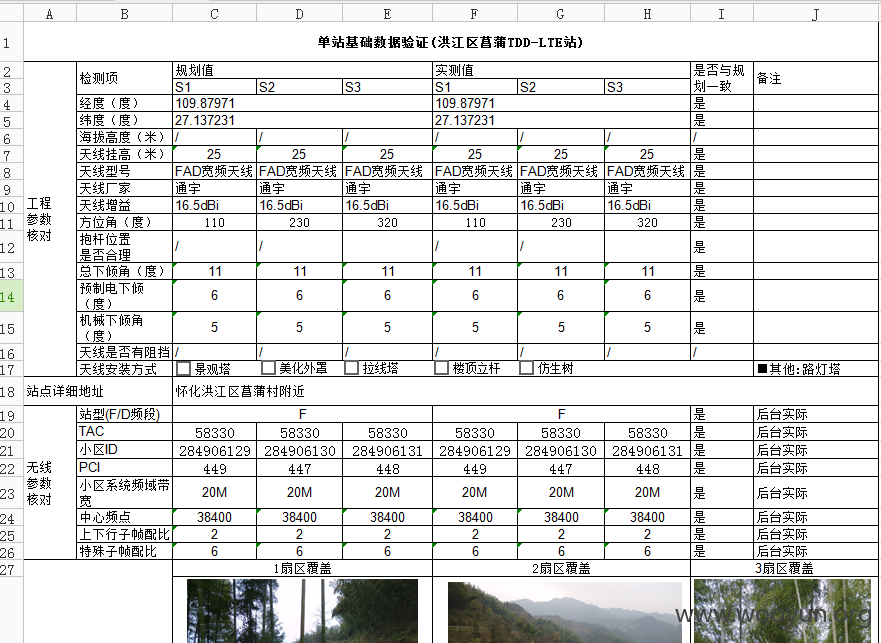 A B C D E F G H I J
1 单站基础数据验证(洪江区菖蒲TDD-LTE站)
2 检测项 规划值 实测值 是否与规划一致 备注
3 S1 S2 S3 S1 S2 S3
4 经度（度） 109.87971 109.87971 是
5 纬度（度） 27.137231 27.137231 是
6 海拔高度（米） / / / / / / /
7 天线挂高（米） 25 25 25 25 25 25 是
8 天线型号 FAD宽频天线 FAD宽频天线 FAD宽频天线 FAD宽频天线 FAD宽频天线 FAD宽频天线 是
9 天线厂家 通宇 通宇 通宇 通宇 通宇 通宇 是
10 工程参数核对 天线增益 16.5dBi 16.5dBi 16.5dBi 16.5dBi 16.5dBi 16.5dBi 是
11 方位角（度） 110 230 320 110 230 320 是
12 抱杆位置是否合理 / / / / 是
13 总下倾角（度） 11 11 11 11 11 11 是
14 预制电下倾（度） 6 6 6 6 6 6 是
15 机械下倾角（度） 5 5 5 5 5 5 是
16 天线是否有阻挡 / / / / / / /
17 天线安装方式 景观塔 美化外罩 拉线塔 楼顶立杆 仿生树 ■其他:路灯塔
18 站点详细地址 怀化洪江区菖蒲村附近
19 站型(F/D频段) F F 是 后台实际
20 TAC 58330 58330 58330 58330 58330 58330 是 后台实际
21 小区ID 284906129 284906130 284906131 284906129 284906130 284906131 是 后台实际
22 无线参数核对 PCI 449 447 448 449 447 448 是 后台实际
23 小区系统频域带宽 20M 20M 20M 20M 20M 20M 是 后台实际
24 中心频点 38400 38400 38400 38400 38400 38400 是 后台实际
25 上下行子帧配比 2 2 2 2 2 2 是 后台实际
26 特殊子帧配比 6 6 6 6 6 6 是 后台实际
27 1扇区覆盖 2扇区覆盖 3扇区覆盖